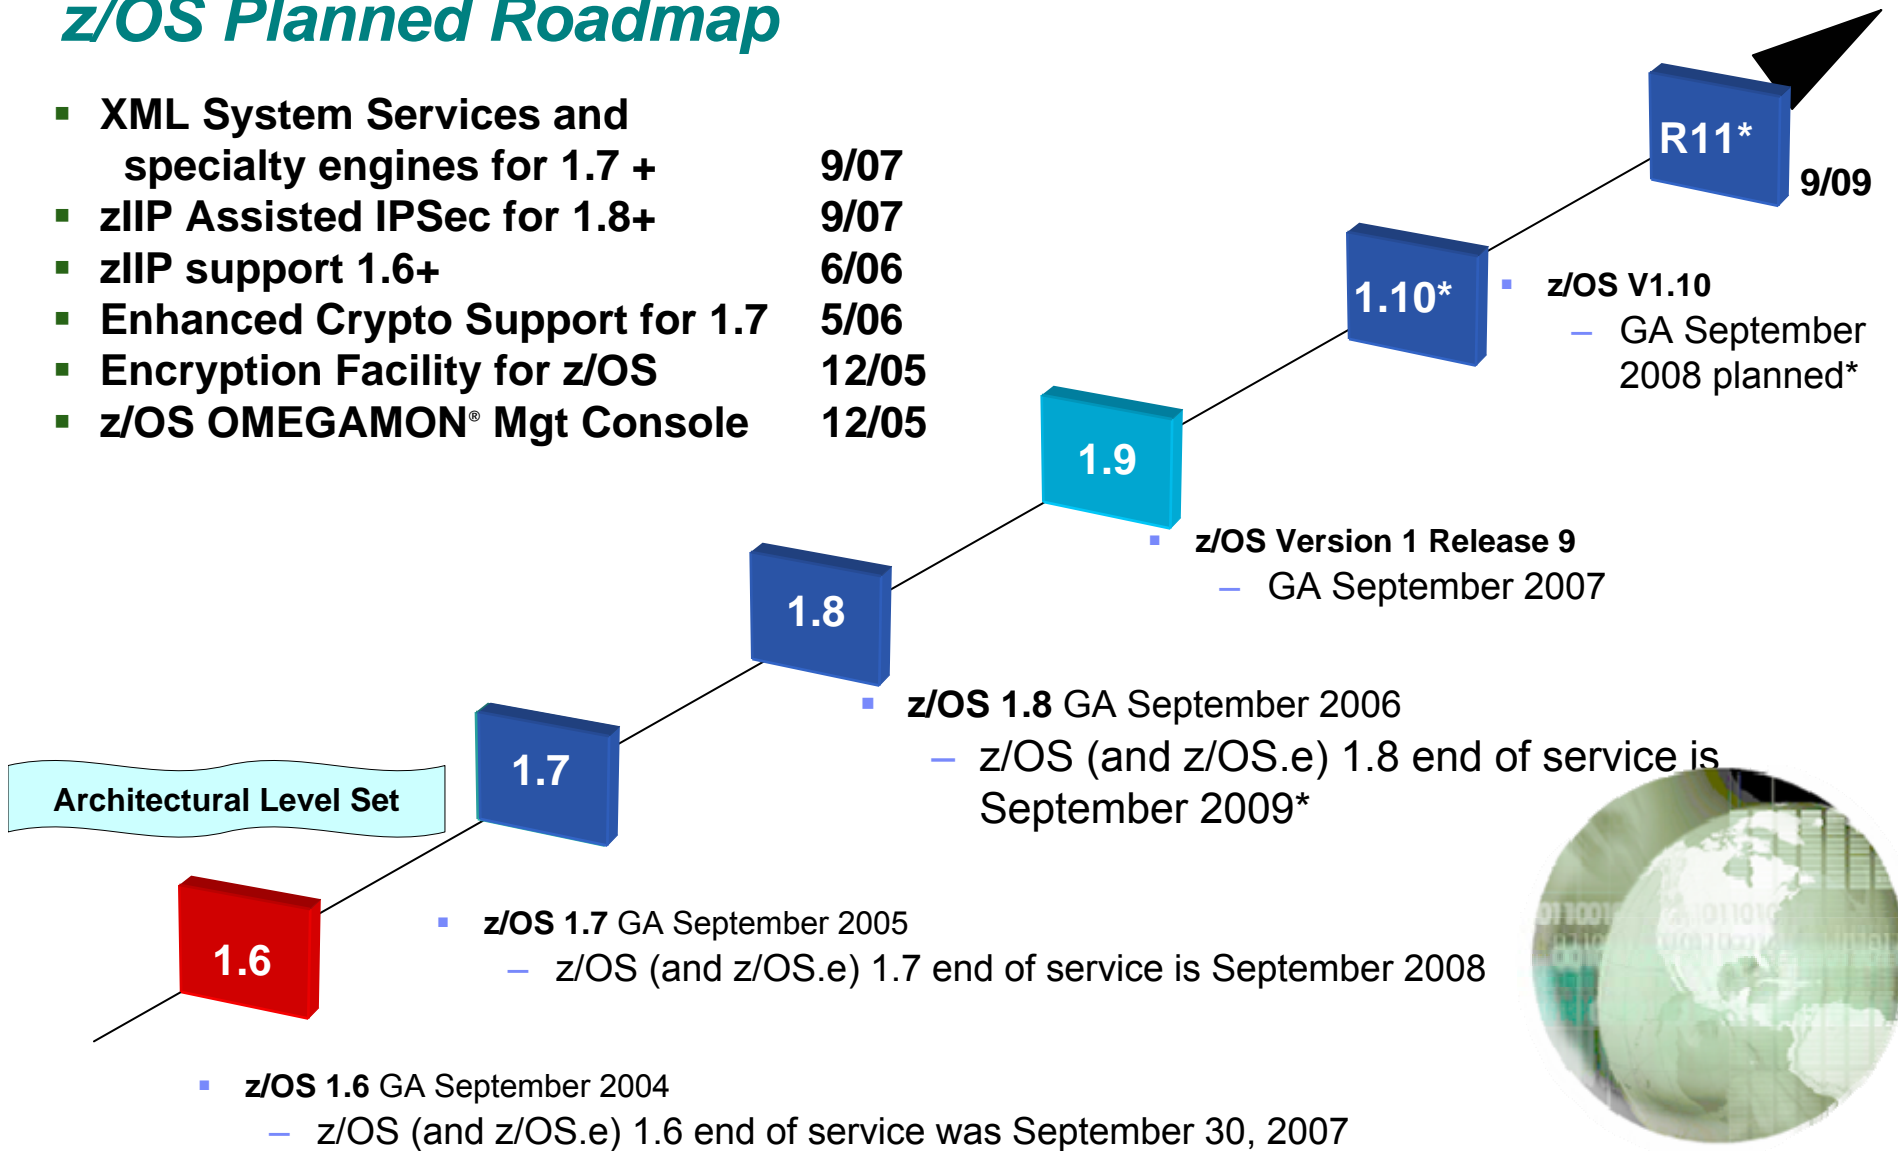 z/OS Planned Roadmap
▪ XML System Services and
specialty engines for 1.7 + 9/07
▪ zIIP Assisted IPSec for 1.8+ 9/07
▪ zIIP support 1.6+ 6/06
▪ Enhanced Crypto Support for 1.7 5/06
▪ Encryption Facility for z/OS 12/05
▪ z/OS OMEGAMON® Mgt Console 12/05
R11*
9/09
1.10*
▪ z/OS V1.10
– GA September
2008 planned*
1.9
▪ z/OS Version 1 Release 9
– GA September 2007
1.8
▪ z/OS 1.8 GA September 2006
– z/OS (and z/OS.e) 1.8 end of service is
September 2009*
1.7
Architectural Level Set
▪ z/OS 1.7 GA September 2005
– z/OS (and z/OS.e) 1.7 end of service is September 2008
1.6
▪ z/OS 1.6 GA September 2004
– z/OS (and z/OS.e) 1.6 end of service was September 30, 2007